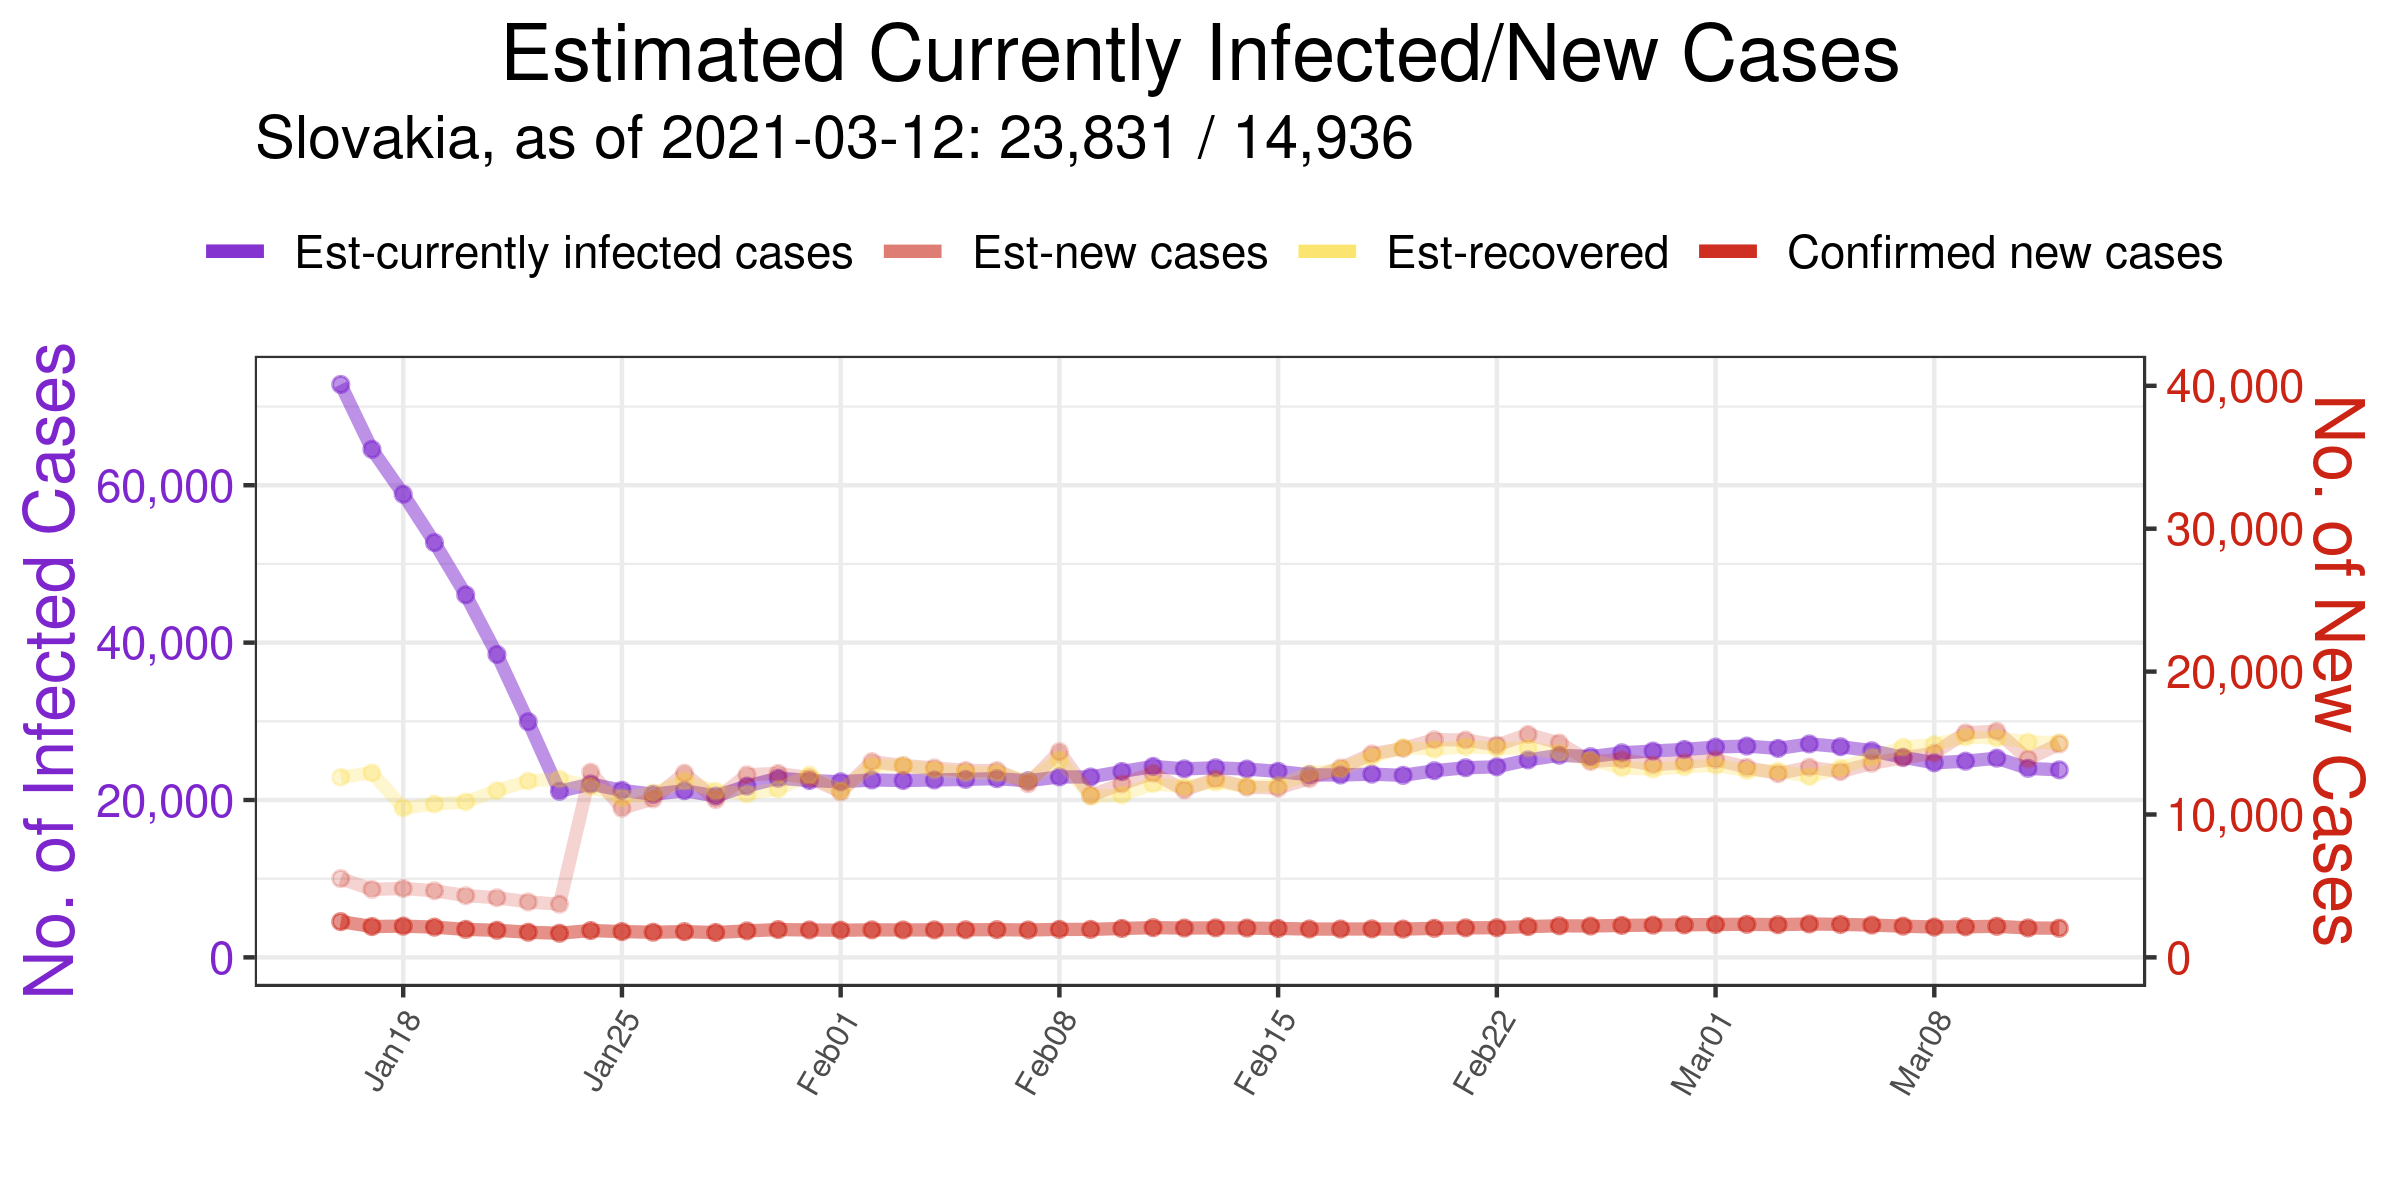 Estimated Currently Infected/New Cases
Slovakia, as of 2021-03-12: 23,831 / 14,936
Est-currently infected cases Est-new cases Est-recovered Confirmed new cases
No. of Infected Cases
60,000
40,000
20,000
0
40,000
30,000
20,000
10,000
0
No. of New Cases
Jan18 Jan25 Feb01 Feb08 Feb15 Feb22 Mar01 Mar08